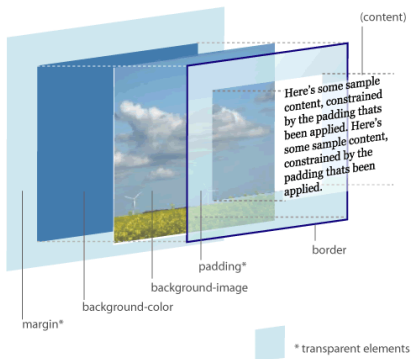 (content)
Here's some sample
content, constrained
by the padding thats
been applied. Here's
some sample content,
constrained by the
padding thats been
applied.
border
padding*
background-image
background-color
margin*
* transparent elements